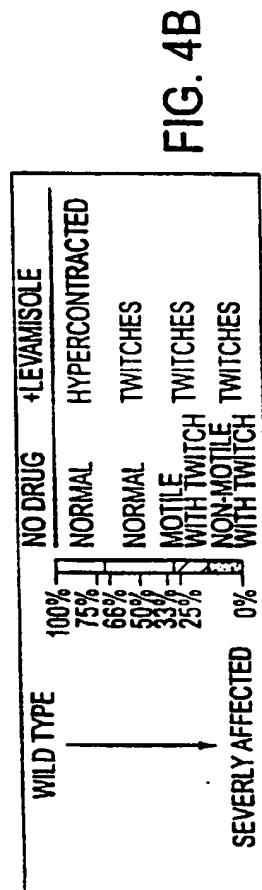 NO DRUG +LEVAMISOLE
WILD TYPE
100%
75% NORMAL HYPERCONTRACTED
66%
50% NORMAL TWITCHES
33% MOTILE
25% WITH TWITCH TWITCHES
NON-MOTILE
0% WITH TWITCH TWITCHES
SEVERLY AFFECTED
FIG. 4B